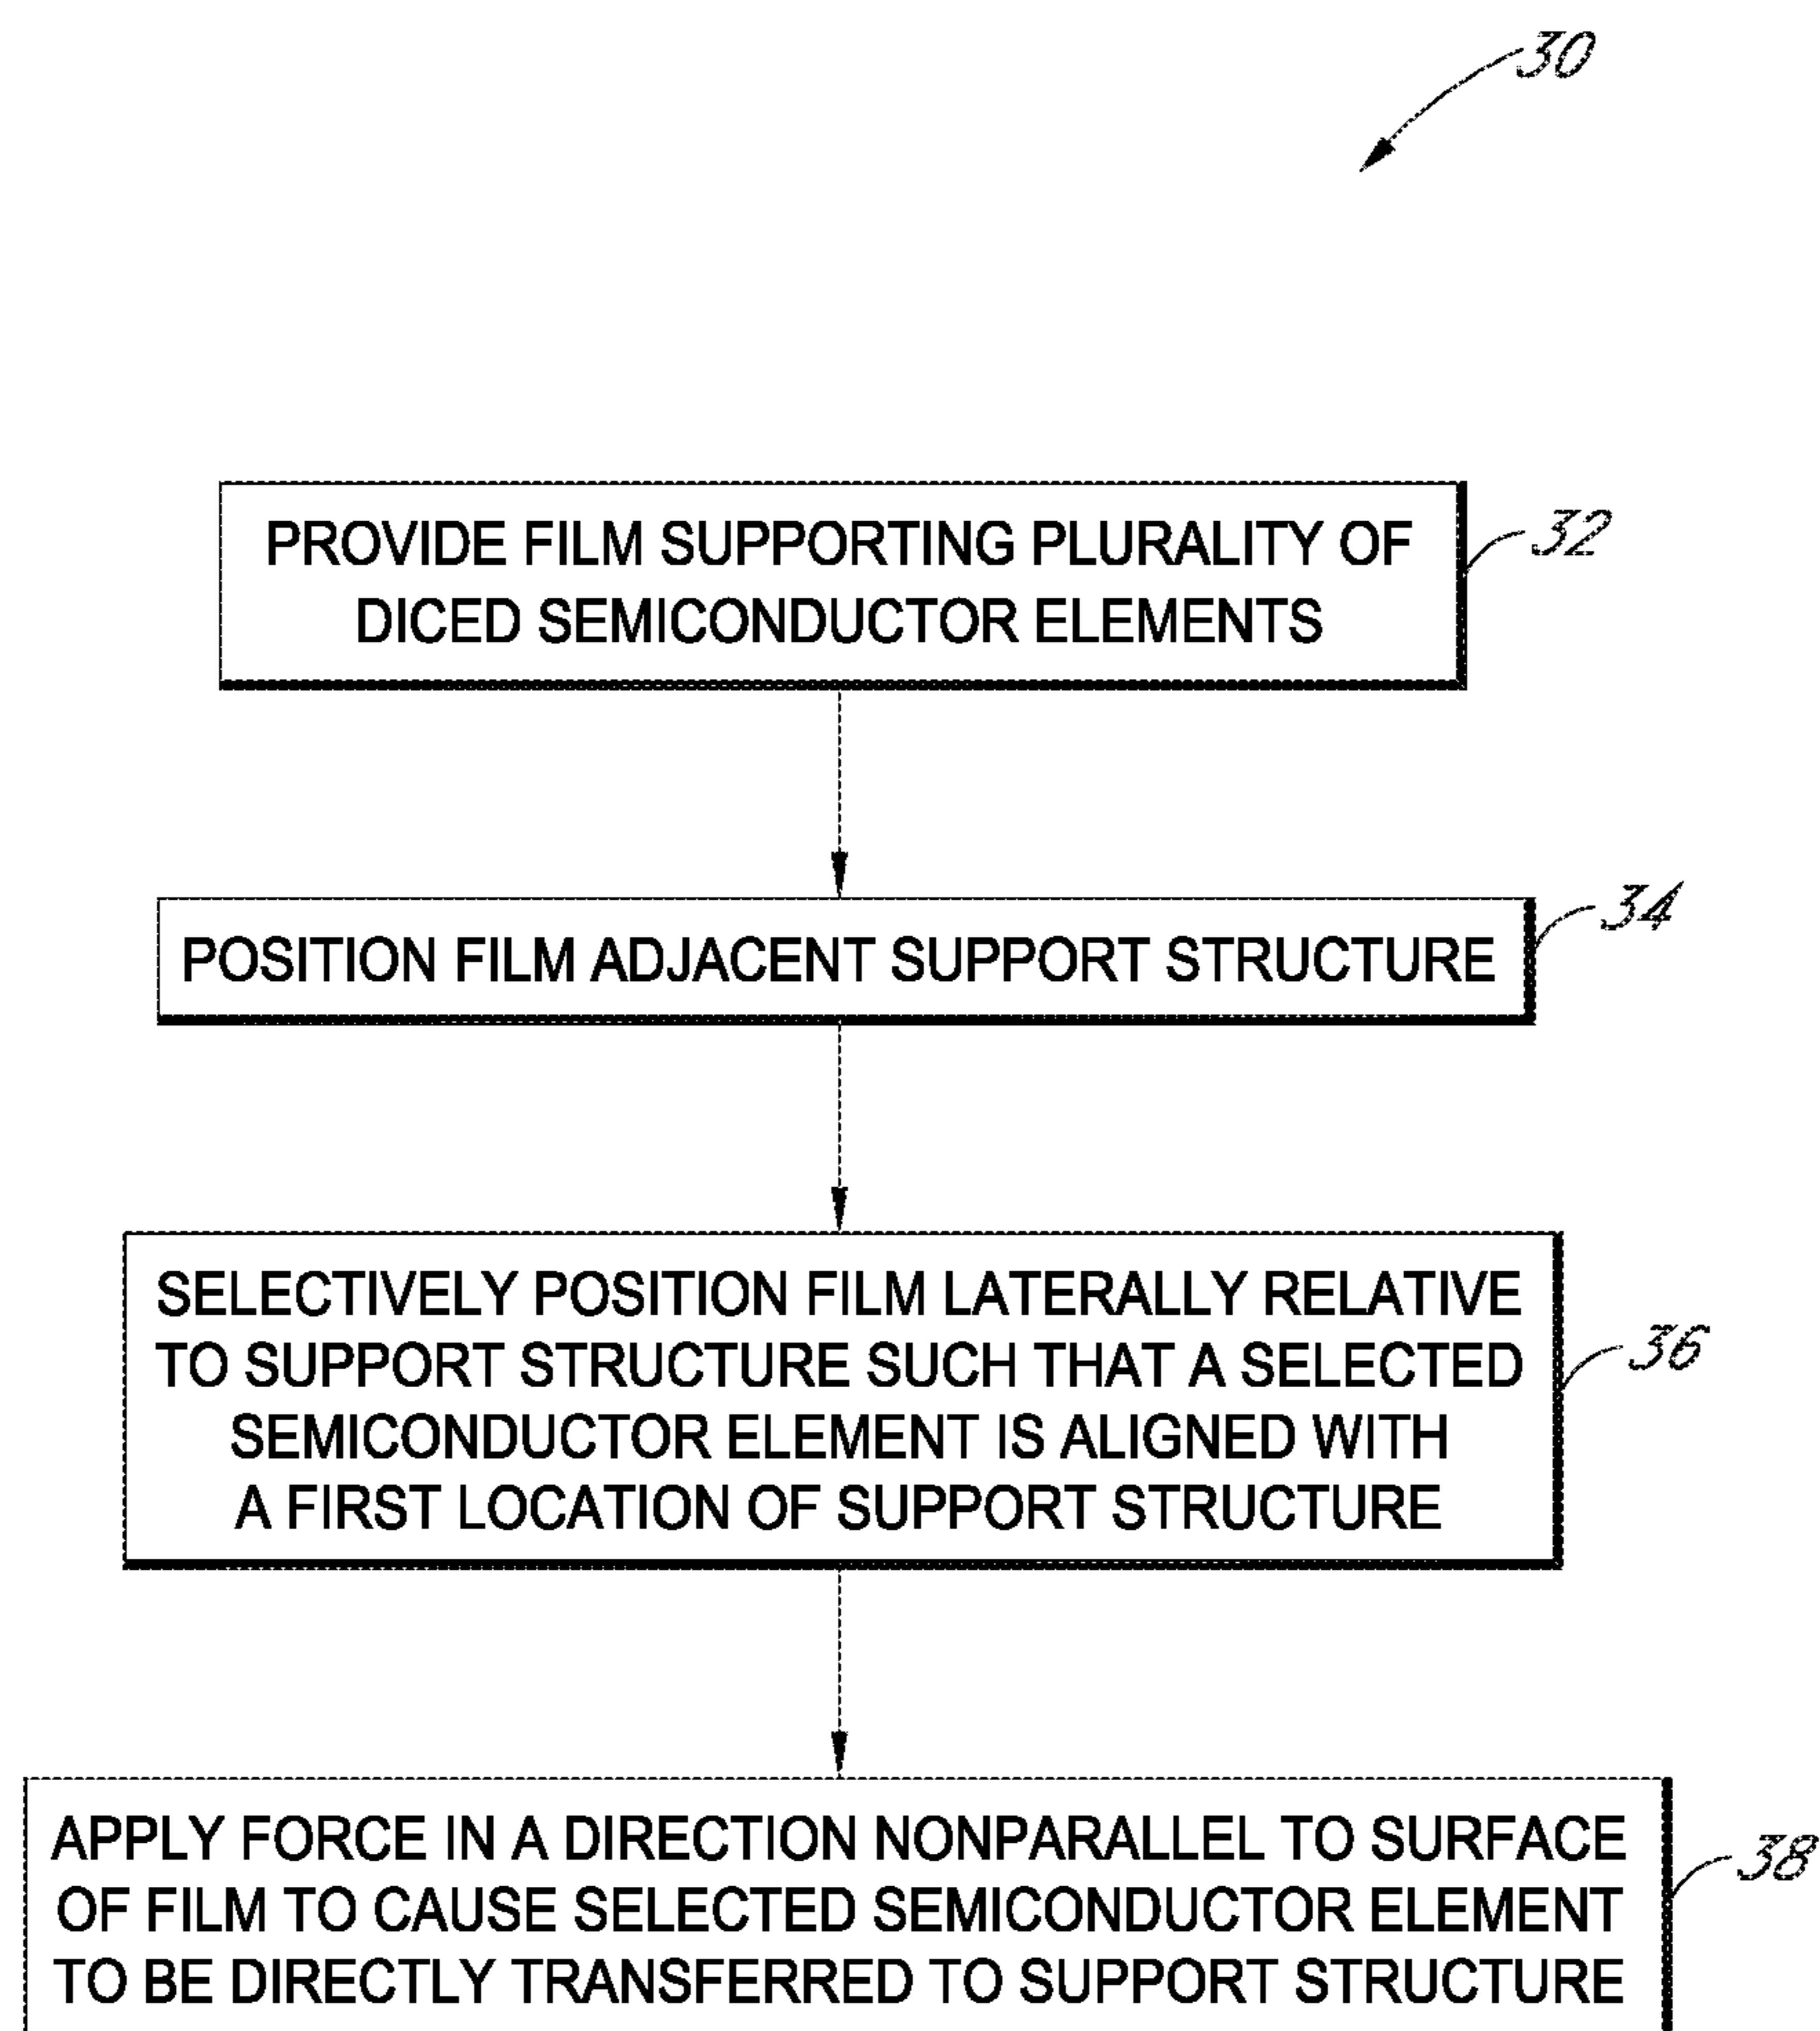 30
PROVIDE FILM SUPPORTING PLURALITY OF
DICED SEMICONDUCTOR ELEMENTS
32
POSITION FILM ADJACENT SUPPORT STRUCTURE
34
SELECTIVELY POSITION FILM LATERALLY RELATIVE
TO SUPPORT STRUCTURE SUCH THAT A SELECTED
SEMICONDUCTOR ELEMENT IS ALIGNED WITH
A FIRST LOCATION OF SUPPORT STRUCTURE
36
APPLY FORCE IN A DIRECTION NONPARALLEL TO SURFACE
OF FILM TO CAUSE SELECTED SEMICONDUCTOR ELEMENT
TO BE DIRECTLY TRANSFERRED TO SUPPORT STRUCTURE
38